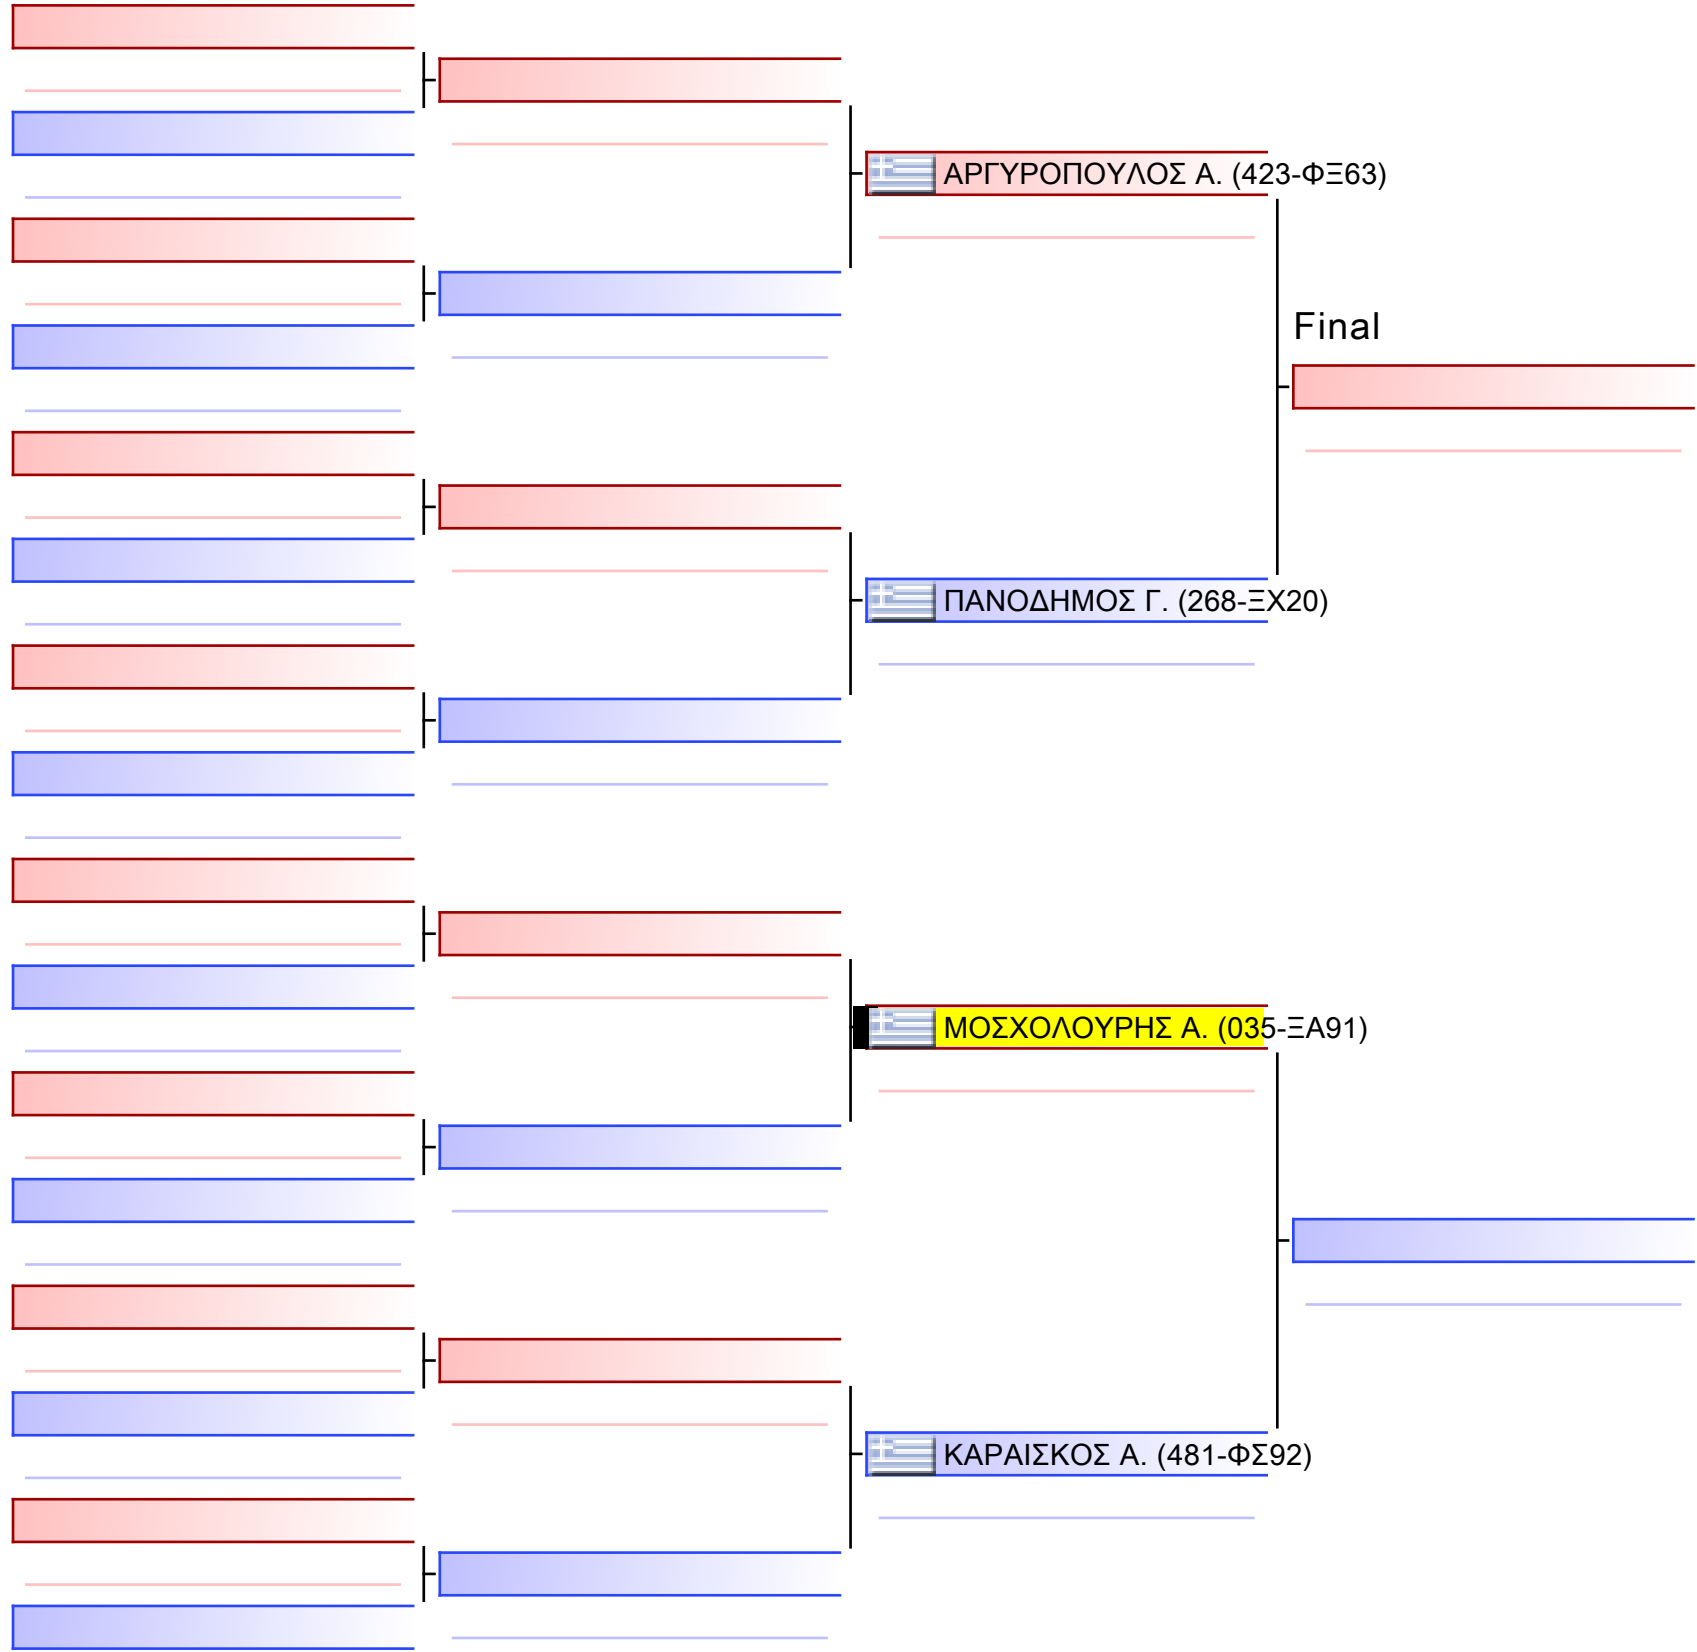 ΑΡΓΥΡΟΠΟΥΛΟΣ Α. (423-ΦΞ63)
Final
ΠΑΝΟΔΗΜΟΣ Γ. (268-ΞΧ20)
ΜΟΣΧΟΛΟΥΡΗΣ Α. (035-ΞΑ91)
ΚΑΡΑΙΣΚΟΣ Α. (481-ΦΣ92)